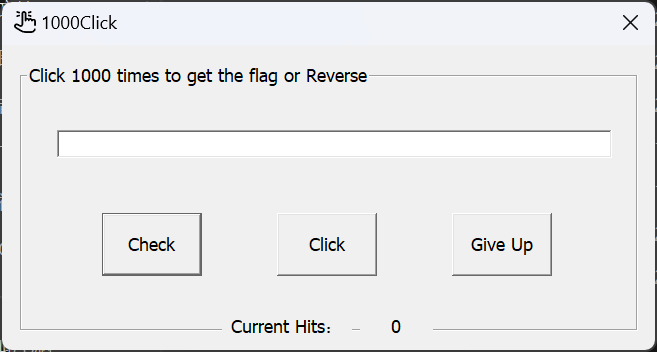 1000Click
Click 1000 times to get the flag or Reverse
Check
Click
Give Up
Current Hits： 0